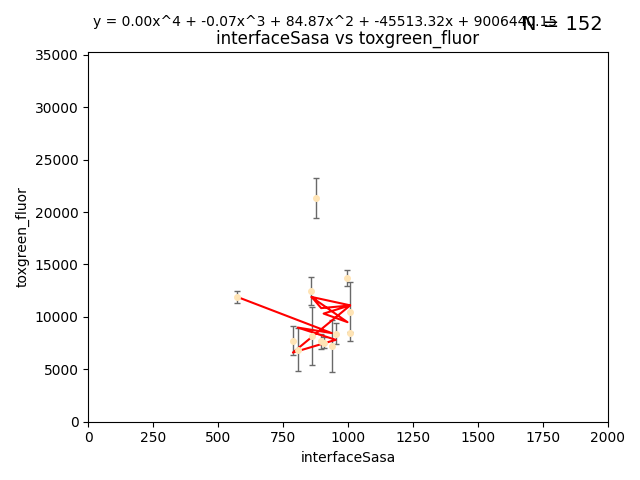 y = 0.00x^4 + -0.07x^3 + 84.87x^2 + -45513.32x + 9006440.15
N = 152
interfaceSasa vs toxgreen_fluor
35000
30000
25000
20000
15000
10000
5000
0
toxgreen_fluor
0 250 500 750 1000 1250 1500 1750 2000
interfaceSasa